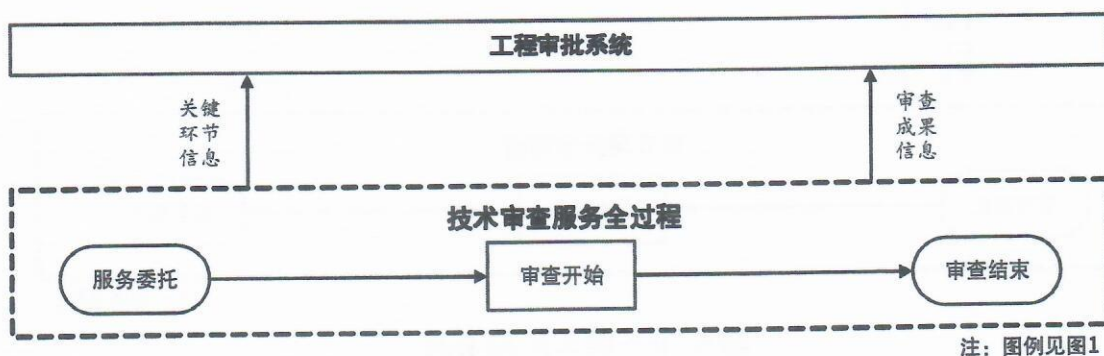 工程审批系统
关键
环节
信息
审查
成果
信息
技术审查服务全过程
服务委托
审查开始
审查结束
注：图例见图1